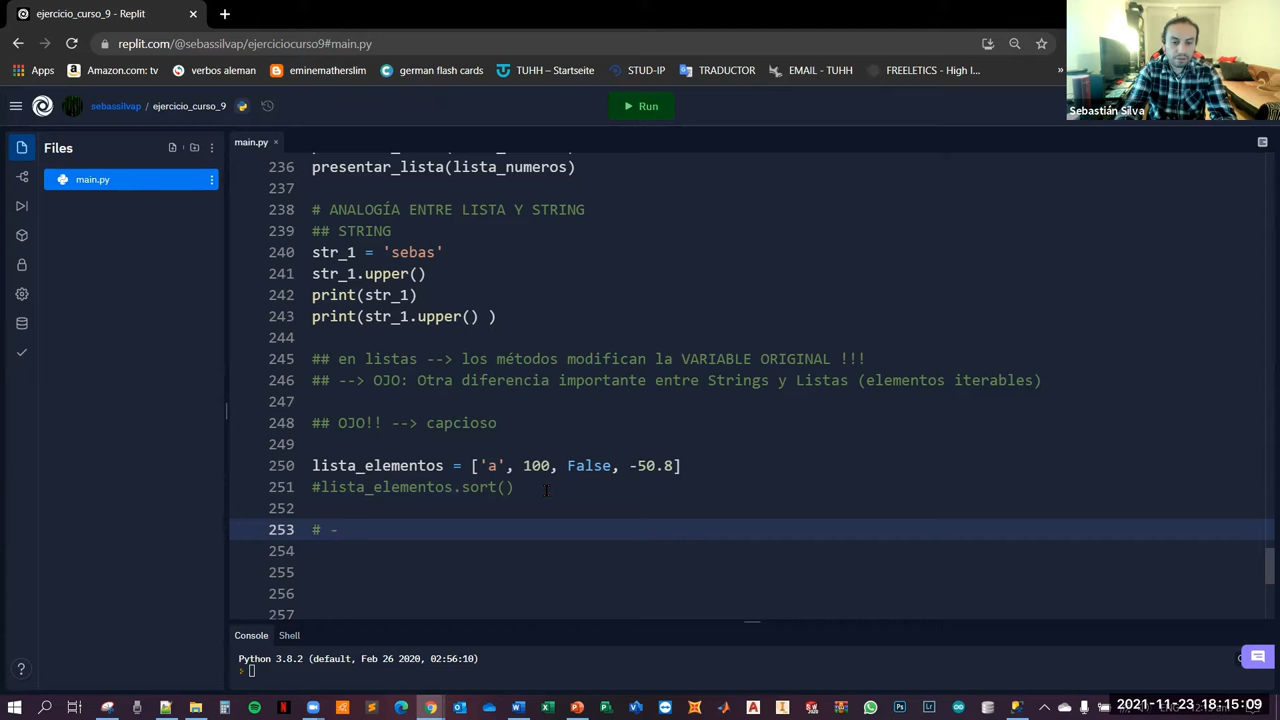 ejercicio_curso_9 - Replit
replit.com/@sebassilvap/ejerciciocurso9#main.py
Apps
Amazon.com: tv
verbos aleman
eminematherslim
german flash cards
TUHH – Startseite
STUD-IP
TRADUCTOR
EMAIL - TUHH
FREELETICS - High I...
»
Sebastián Silva
sebassilvap / ejercicio_curso_9
Run
Files
main.py
main.py
236 presentar_lista(lista_numeros)
237
238 # ANALOGÍA ENTRE LISTA Y STRING
239 ## STRING
240 str_1 = 'sebas'
241 str_1.upper()
242 print(str_1)
243 print(str_1.upper() )
244
245 ## en listas --> los métodos modifican la VARIABLE ORIGINAL !!!
246 ## --> OJO: Otra diferencia importante entre Strings y Listas (elementos iterables)
247
248 ## OJO!! --> capcioso
249
250 lista_elementos = ['a', 100, False, -50.8]
251 #lista_elementos.sort()
252
253 # -
254
255
256
257
Console
Shell
Python 3.8.2 (default, Feb 26 2020, 02:56:10)
>
2021-11-23 18:15:09